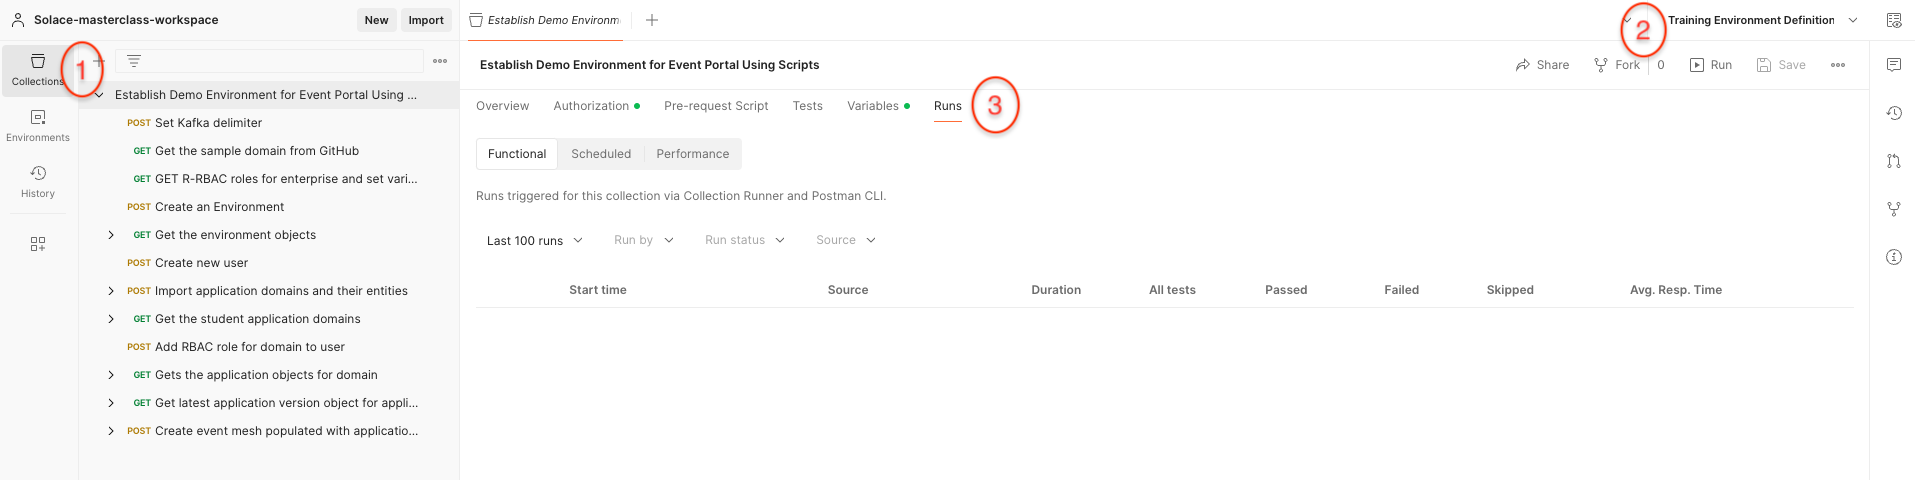 Solace-masterclass-workspace
New
Import
Establish Demo Environm
2
Training Environment Definition
Collections
1
Environments
History
Establish Demo Environment for Event Portal Using ...
POST Set Kafka delimiter
GET Get the sample domain from GitHub
GET GET R-RBAC roles for enterprise and set vari...
POST Create an Environment
GET Get the environment objects
POST Create new user
POST Import application domains and their entities
GET Get the student application domains
POST Add RBAC role for domain to user
GET Gets the application objects for domain
GET Get latest application version object for appli...
POST Create event mesh populated with applicatio...
Establish Demo Environment for Event Portal Using Scripts
Share
Fork
0
Run
Save
Overview
Authorization
Pre-request Script
Tests
Variables
Runs
3
Functional
Scheduled
Performance
Runs triggered for this collection via Collection Runner and Postman CLI.
Last 100 runs
Run by
Run status
Source
Start time
Source
Duration
All tests
Passed
Failed
Skipped
Avg. Resp. Time